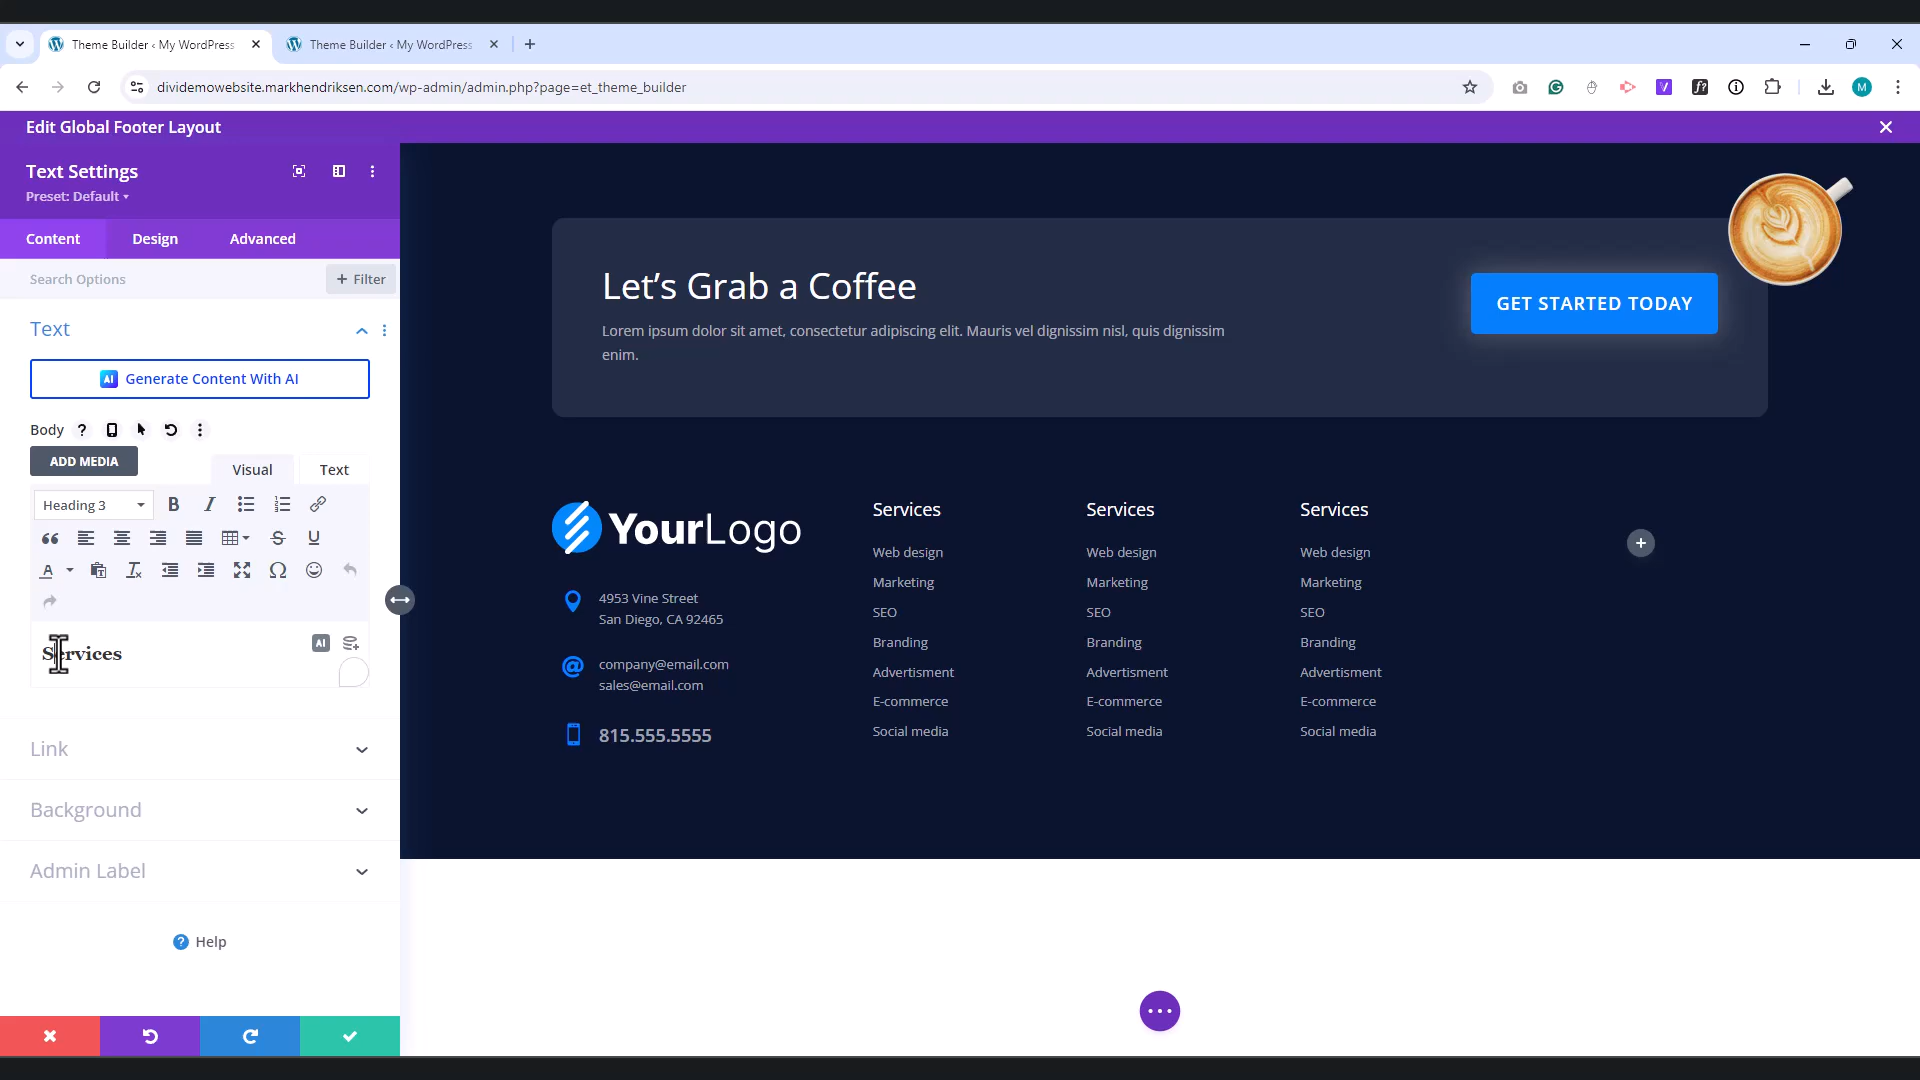 Theme Builder ‹ My WordPress
Theme Builder ‹ My WordPress
dividemowebsite.markhendriksen.com/wp-admin/admin.php?page=et_theme_builder
M
Edit Global Footer Layout
Text Settings
Preset: Default
Content
Design
Advanced
Search Options
+ Filter
Text
AI Generate Content With AI
Body
ADD MEDIA
Visual
Text
Heading 3
B
I
U
A
Services
AI
Link
Background
Admin Label
Help
Let’s Grab a Coffee
Lorem ipsum dolor sit amet, consectetur adipiscing elit. Mauris vel dignissim nisl, quis dignissim
enim.
GET STARTED TODAY
YourLogo
4953 Vine Street
San Diego, CA 92465
company@email.com
sales@email.com
815.555.5555
Services
Web design
Marketing
SEO
Branding
Advertisment
E-commerce
Social media
Services
Web design
Marketing
SEO
Branding
Advertisment
E-commerce
Social media
Services
Web design
Marketing
SEO
Branding
Advertisment
E-commerce
Social media